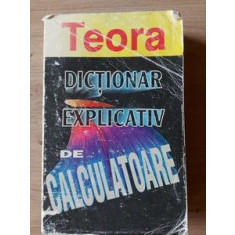 Teora
DICȚIONAR
EXPLICATIV
DE
CALCULATOARE